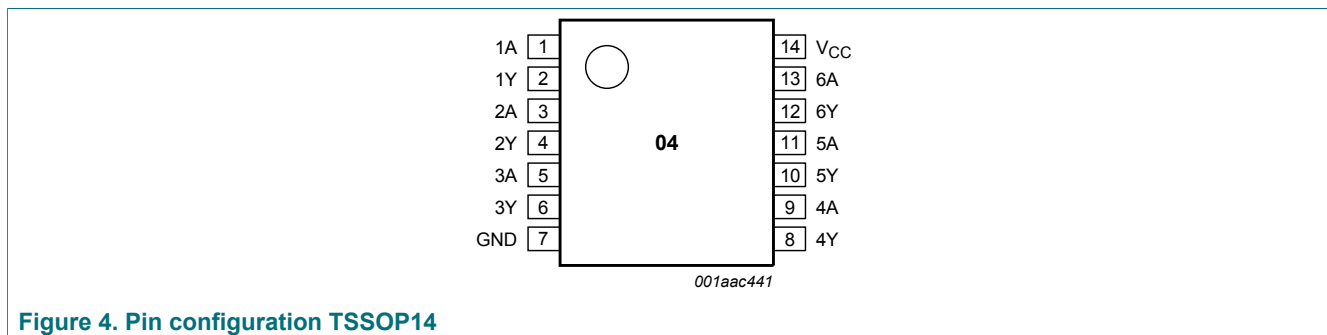 1A 1 14 VCC
1Y 2 13 6A
2A 3 12 6Y
2Y 4 04 11 5A
3A 5 10 5Y
3Y 6 9 4A
GND 7 8 4Y
001aac441
Figure 4. Pin configuration TSSOP14